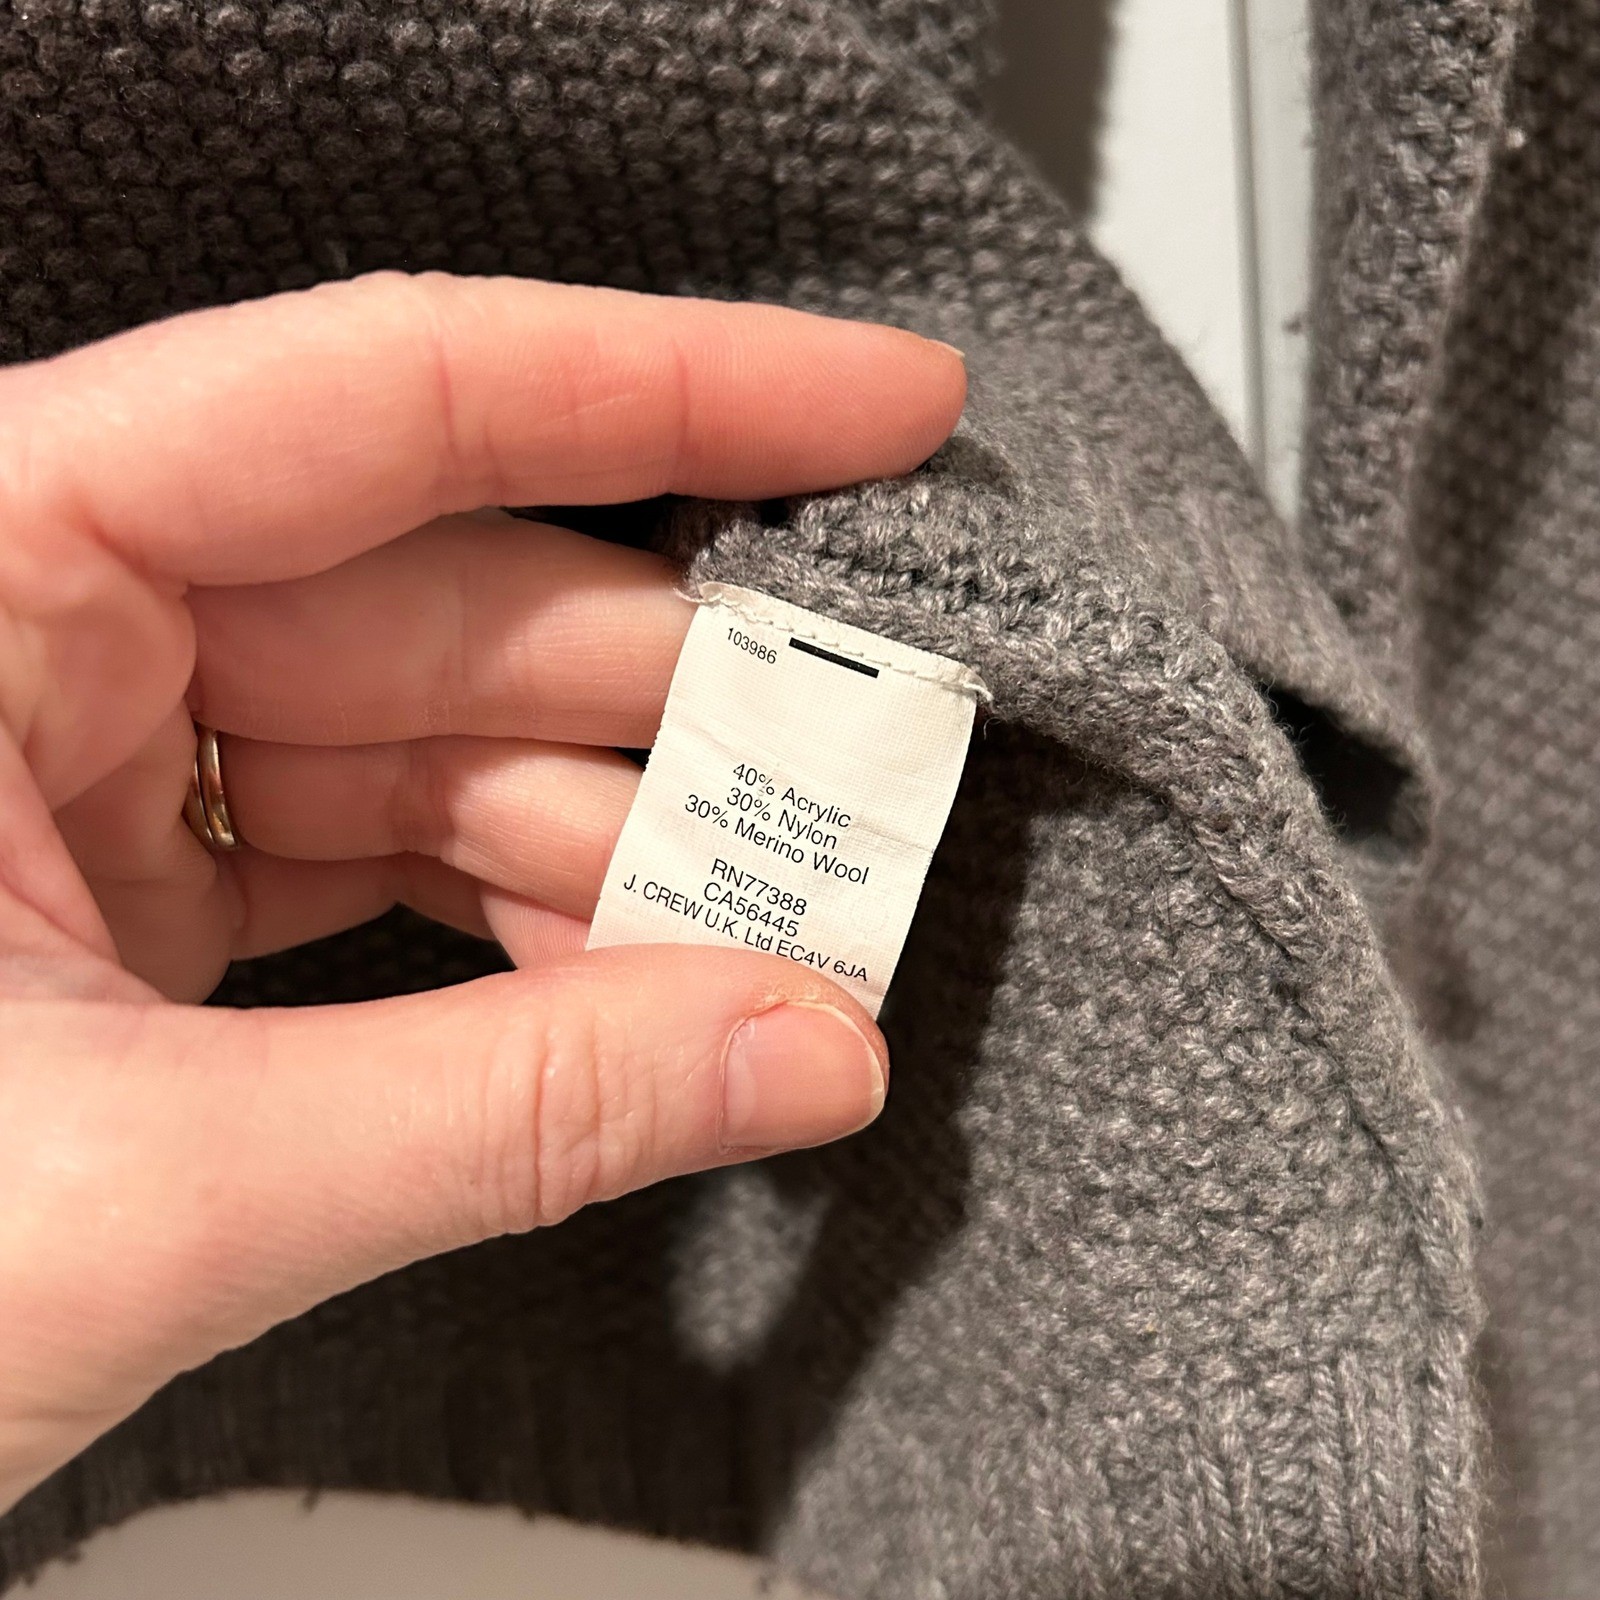 103986
40% Acrylic
30% Nylon
30% Merino Wool
RN77388
CA56445
J. CREW U.K. Ltd EC4V 6JA